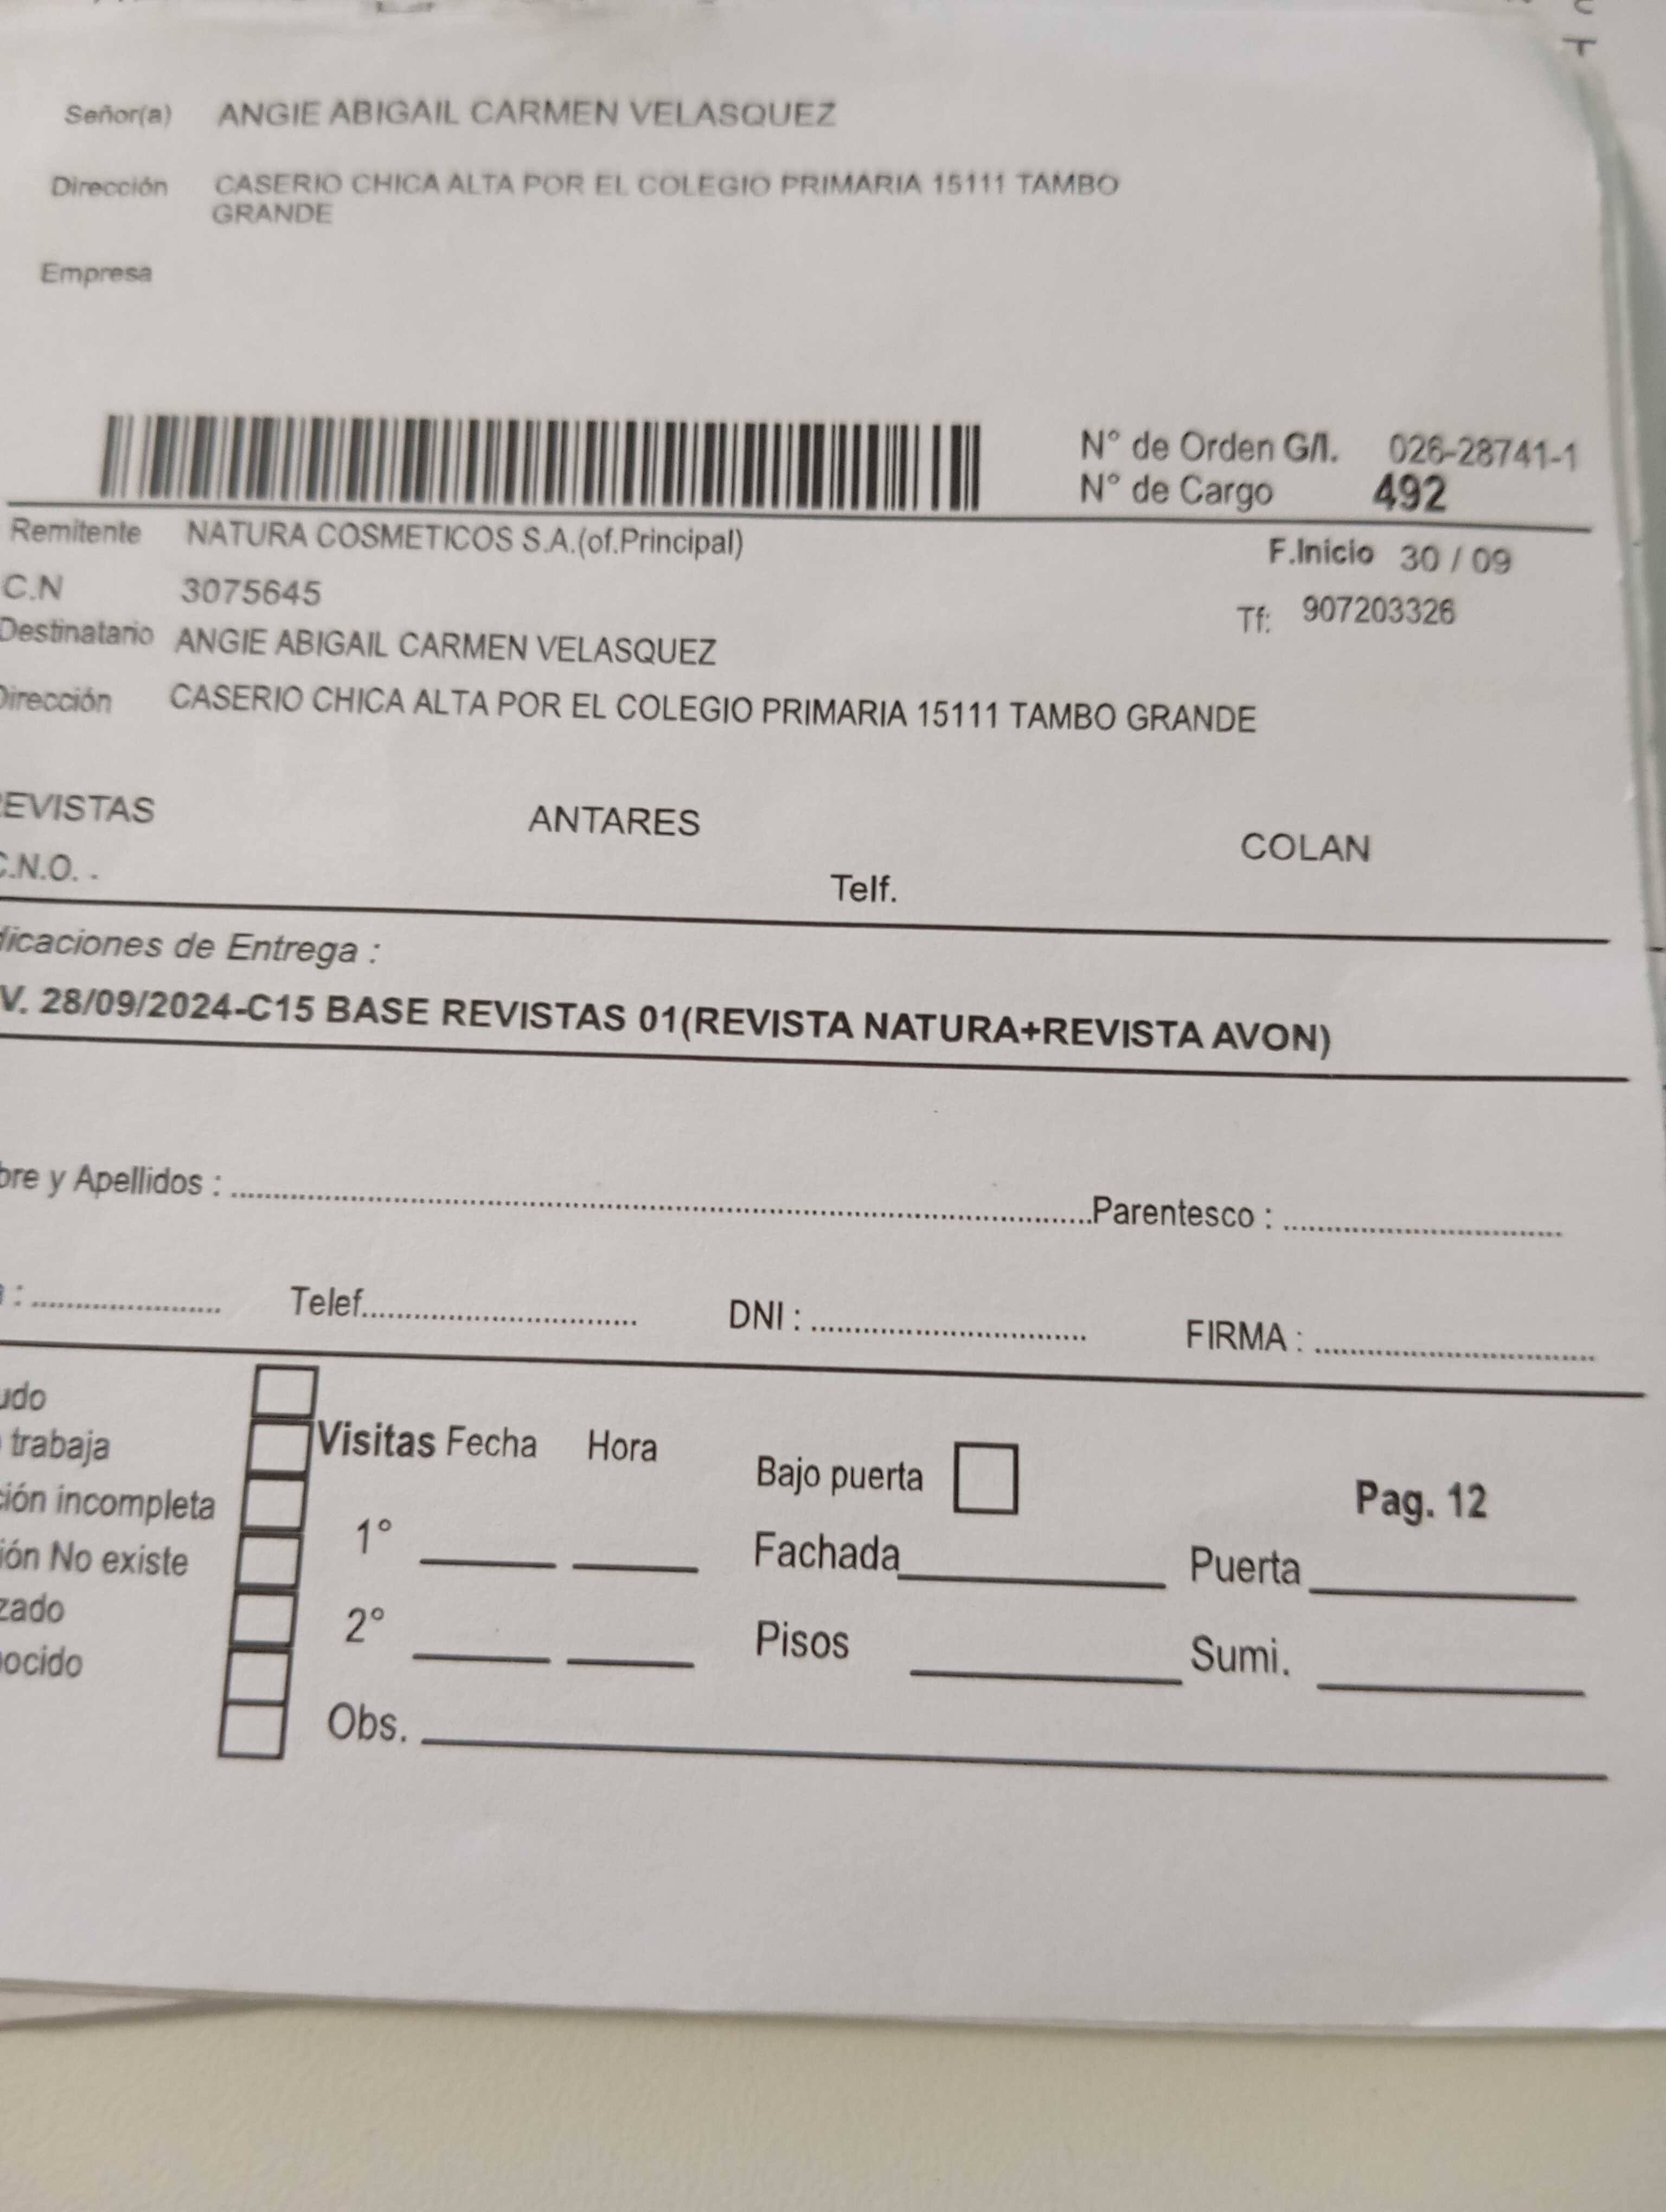 Señor(a) ANGIE ABIGAIL CARMEN VELASQUEZ
Dirección CASERIO CHICA ALTA POR EL COLEGIO PRIMARIA 15111 TAMBO
GRANDE
Empresa
N° de Orden G/I. 026-28741-1
N° de Cargo 492
Remitente NATURA COSMETICOS S.A.(of.Principal) F.Inicio 30 / 09
C.N 3075645 Tf: 907203326
Destinatario ANGIE ABIGAIL CARMEN VELASQUEZ
Dirección CASERIO CHICA ALTA POR EL COLEGIO PRIMARIA 15111 TAMBO GRANDE
EVISTAS ANTARES COLAN
C.N.O. . Telf.
dicaciones de Entrega :
V. 28/09/2024-C15 BASE REVISTAS 01(REVISTA NATURA+REVISTA AVON)
bre y Apellidos : Parentesco :
: Telef. DNI : FIRMA :
udo
trabaja Visitas Fecha Hora Bajo puerta Pag. 12
ción incompleta
1° Fachada Puerta
ión No existe
zado 2° Pisos Sumi.
ocido
Obs.